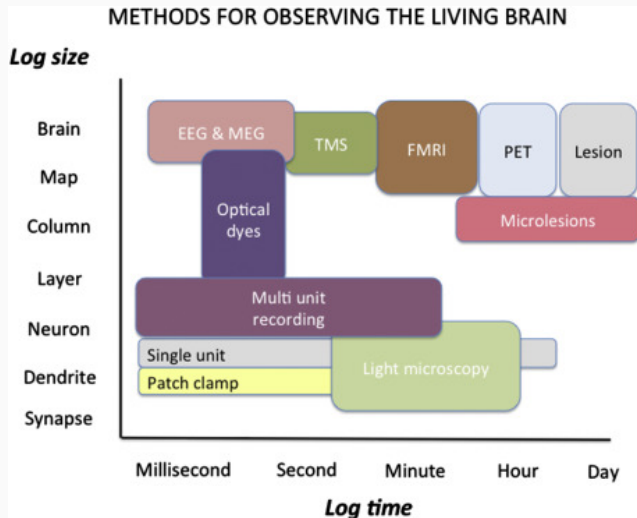 METHODS FOR OBSERVING THE LIVING BRAIN
Log size
Brain
Map
Column
Layer
Neuron
Dendrite
Synapse
EEG & MEG
TMS
FMRI
PET
Lesion
Optical
dyes
Microlesions
Multi unit
recording
Single unit
Light microscopy
Patch clamp
Millisecond
Second
Minute
Hour
Day
Log time